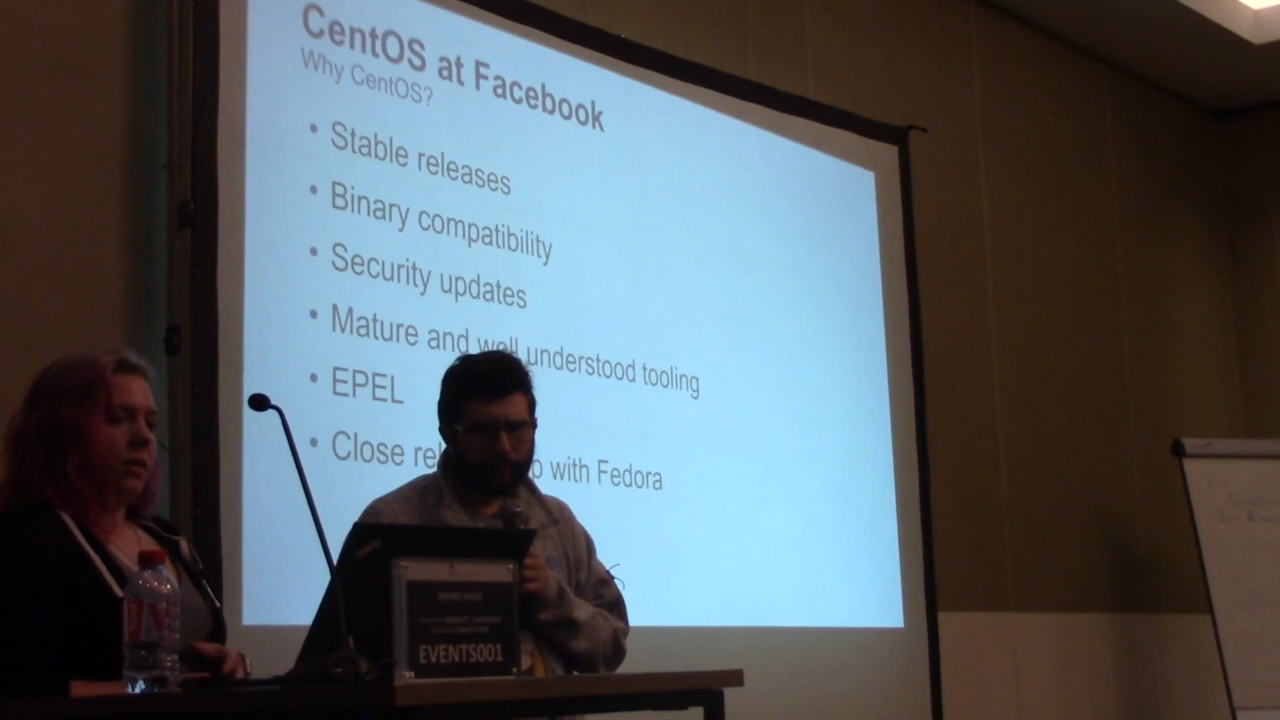 CentOS at Facebook
Why CentOS?
• Stable releases
• Binary compatibility
• Security updates
• Mature and well understood tooling
• EPEL
• Close rel p with Fedora
EVENTS001